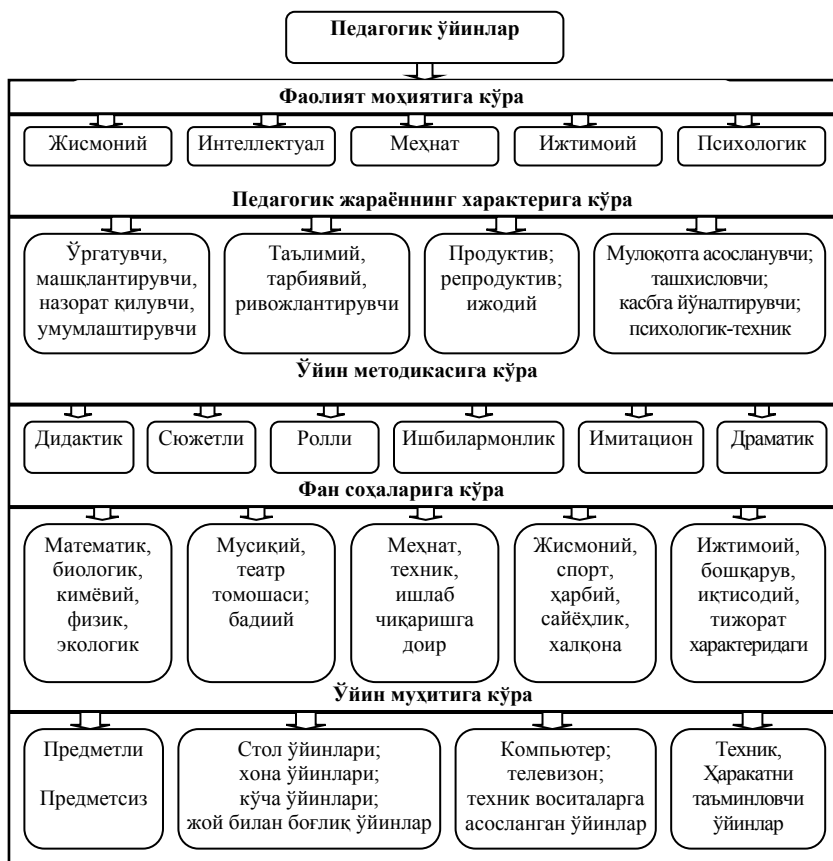 Педагогик ўйинлар
Фаолият моҳиятига кўра
Жисмоний
Интеллектуал
Меҳнат
Ижтимоий
Психологик
Педагогик жараённинг характерига кўра
Ўргатувчи,
машқлантирувчи,
назорат қилувчи,
умумлаштирувчи
Таълимий,
тарбиявий,
ривожлантирувчи
Продуктив;
репродуктив;
ижодий
Мулоқотга асосланувчи;
ташхисловчи;
касбга йўналтирувчи;
психологик-техник
Ўйин методикасига кўра
Дидактик
Сюжетли
Ролли
Ишбилармонлик
Имитацион
Драматик
Фан соҳаларига кўра
Математик,
биологик,
кимёвий,
физик,
экологик
Мусиқий,
театр
томошаси;
бадиий
Меҳнат,
техник,
ишлаб
чиқаришга
доир
Жисмоний,
спорт,
ҳарбий,
сайёҳлик,
халқона
Ижтимоий,
бошқарув,
иқтисодий,
тижорат
характеридаги
Ўйин муҳитига кўра
Предметли
Предметсиз
Стол ўйинлари;
хона ўйинлари;
кўча ўйинлари;
жой билан боғлиқ ўйинлар
Компьютер;
телевизон;
техник воситаларга
асосланган ўйинлар
Техник,
Ҳаракатни
таъминловчи
ўйинлар